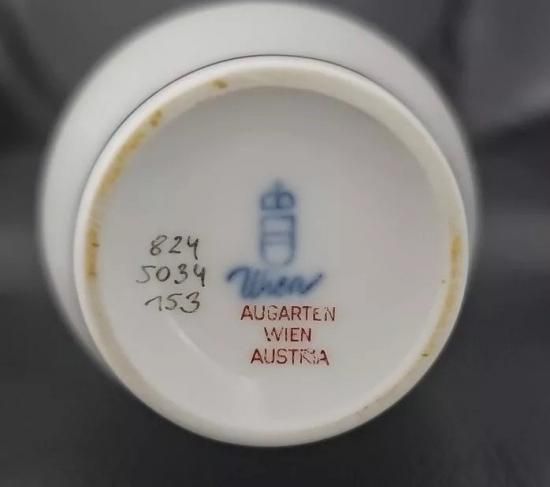 824
5034
153
Wien
AUGARTEN
WIEN
AUSTRIA